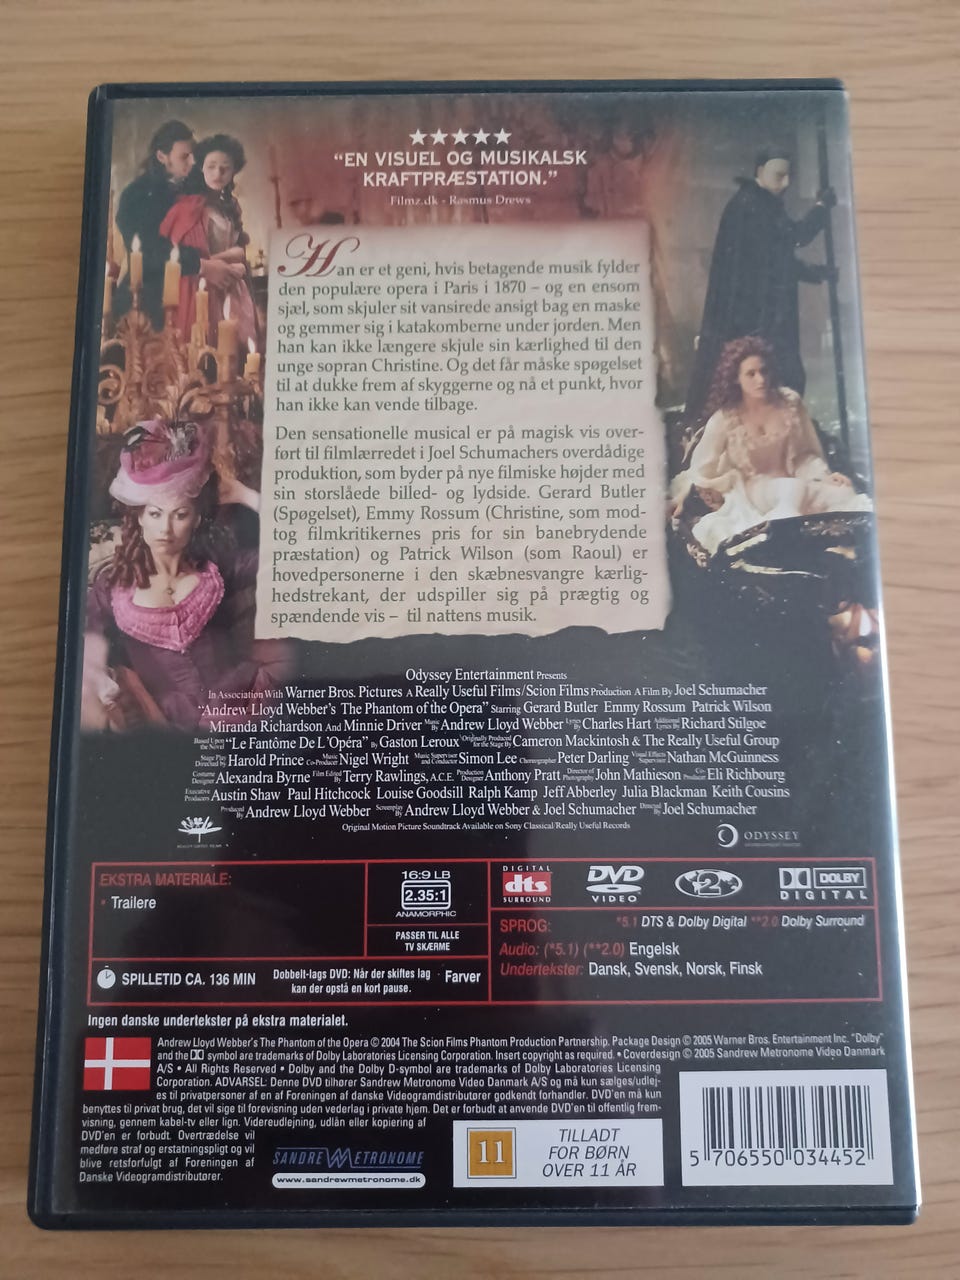 ★★★★★
“EN VISUEL OG MUSIKALSK
KRAFTPRÆSTATION.”
Filmz.dk - Rasmus Drews
Han er et geni, hvis betagende musik fylder
den populære opera i Paris i 1870 – og en ensom
sjæl, som skjuler sit vansirede ansigt bag en maske
og gemmer sig i katakomberne under jorden. Men
han kan ikke længere skjule sin kærlighed til den
unge sopran Christine. Og det får måske spøgelset
til at dukke frem af skyggerne og nå et punkt, hvor
han ikke kan vende tilbage.
Den sensationelle musical er på magisk vis over-
ført til filmlærredet i Joel Schumachers overdådige
produktion, som byder på nye filmiske højder med
sin storslåede billed- og lydside. Gerard Butler
(Spøgelset), Emmy Rossum (Christine, som mod-
tog filmkritikernes pris for sin banebrydende
præstation) og Patrick Wilson (som Raoul) er
hovedpersonerne i den skæbnesvangre kærlig-
hedstrekant, der udspiller sig på prægtig og
spændende vis – til nattens musik.
Odyssey Entertainment Presents
In Association With Warner Bros. Pictures A Really Useful Films/Scion Films Production A Film By Joel Schumacher
“Andrew Lloyd Webber's The Phantom of the Opera” Starring Gerard Butler Emmy Rossum Patrick Wilson
Miranda Richardson And Minnie Driver Music By Andrew Lloyd Webber Lyrics By Charles Hart Additional Lyrics By Richard Stilgoe
Based Upon the Novel “Le Fantôme De L'Opéra” By Gaston Leroux Originally Produced for the Stage By Cameron Mackintosh & The Really Useful Group
Stage Play Directed by Harold Prince Co-Producer Nigel Wright Music Supervisor and Conductor Simon Lee Choreographer Peter Darling Visual Effects Supervisor Nathan McGuinness
Costume Designer Alexandra Byrne Film Edited By Terry Rawlings, A.C.E. Production Designer Anthony Pratt Director of Photography John Mathieson Co-Producer Eli Richbourg
Executive Producers Austin Shaw Paul Hitchcock Louise Goodsill Ralph Kamp Jeff Abberley Julia Blackman Keith Cousins
Produced By Andrew Lloyd Webber Screenplay By Andrew Lloyd Webber & Joel Schumacher Directed By Joel Schumacher
Original Motion Picture Soundtrack Available on Sony Classical/Really Useful Records
REALLY USEFUL FILMS
ODYSSEY
EKSTRA MATERIALE:
• Trailere
16:9 LB
2.35:1
ANAMORPHIC
PASSER TIL ALLE
TV SKÆRME
SPILLETID CA. 136 MIN
Dobbelt-lags DVD: Når der skiftes lag
kan der opstå en kort pause.
Farver
DIGITAL
dts
SURROUND
DVD
VIDEO
2
DOLBY
DIGITAL
SPROG:
*5.1 DTS & Dolby Digital **2.0 Dolby Surround
Audio: (*5.1) (**2.0) Engelsk
Undertekster: Dansk, Svensk, Norsk, Finsk
Ingen danske undertekster på ekstra materialet.
Andrew Lloyd Webber's The Phantom of the Opera © 2004 The Scion Films Phantom Production Partnership. Package Design © 2005 Warner Bros. Entertainment Inc. "Dolby"
and the DD symbol are trademarks of Dolby Laboratories Licensing Corporation. Insert copyright as required. • Coverdesign © 2005 Sandrew Metronome Video Danmark
A/S • All Rights Reserved • Dolby and the Dolby D-symbol are trademarks of Dolby Laboratories Licensing
Corporation. ADVARSEL: Denne DVD tilhører Sandrew Metronome Video Danmark A/S og må kun sælges/udlej-
es til privatpersoner af en af Foreningen af danske Videogramdistributører godkendt forhandler. DVD'en må kun
benyttes til privat brug, det vil sige til forevisning uden vederlag i private hjem. Det er forbudt at anvende DVD'en til offentlig frem-
visning, gennem kabel-tv eller lign. Videreudlejning, udlån eller kopiering af
DVD'en er forbudt. Overtrædelse vil
medføre straf og erstatningspligt og vil
blive retsforfulgt af Foreningen af
Danske Videogramdistributører.
SANDREW METRONOME
www.sandrewmetronome.dk
11
TILLADT
FOR BØRN
OVER 11 ÅR
5 706550 034452